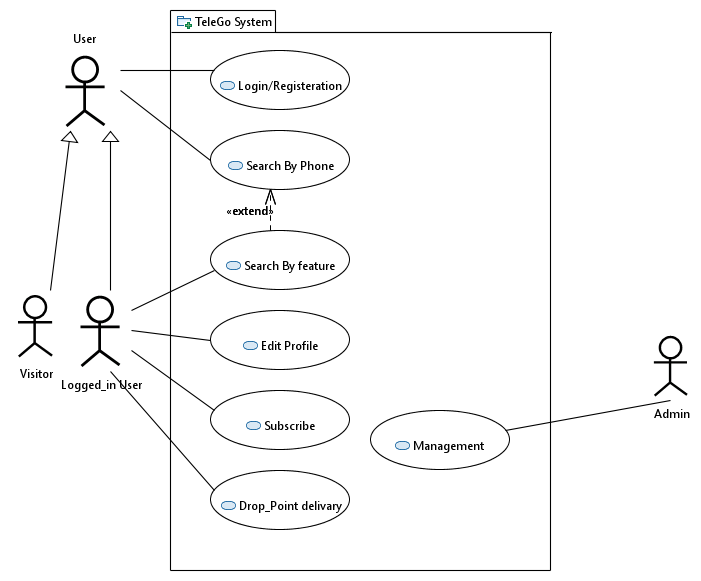 TeleGo System
User
Login/Registeration
Search By Phone
«extend»
Search By feature
Edit Profile
Visitor
Logged_in User
Subscribe
Admin
Management
Drop_Point delivary